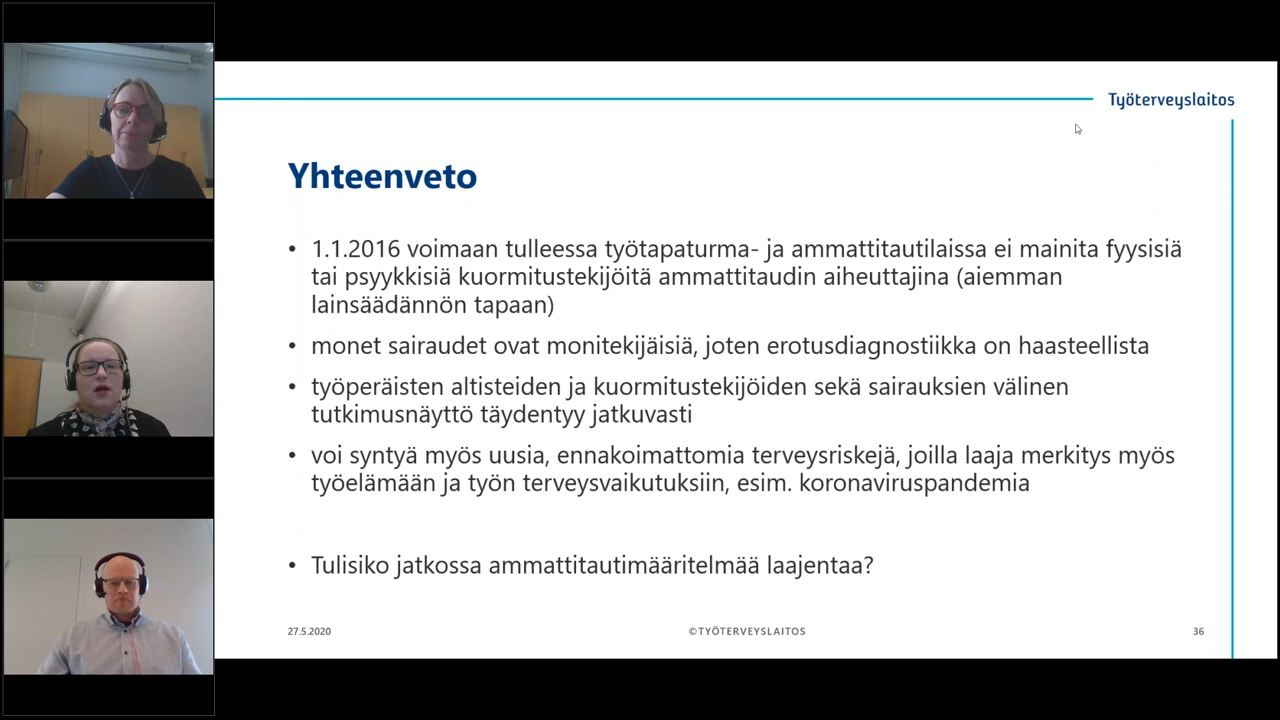 Työterveyslaitos
Yhteenveto
• 1.1.2016 voimaan tulleessa työtapaturma- ja ammattitautilaissa ei mainita fyysisiä
tai psyykkisiä kuormitustekijöitä ammattitaudin aiheuttajina (aiemman
lainsäädännön tapaan)
• monet sairaudet ovat monitekijäisiä, joten erotusdiagnostiikka on haasteellista
• työperäisten altisteiden ja kuormitustekijöiden sekä sairauksien välinen
tutkimusnäyttö täydentyy jatkuvasti
• voi syntyä myös uusia, ennakoimattomia terveysriskejä, joilla laaja merkitys myös
työelämään ja työn terveysvaikutuksiin, esim. koronaviruspandemia
• Tulisiko jatkossa ammattitautimääritelmää laajentaa?
27.5.2020 ©TYÖTERVEYSLAITOS 36